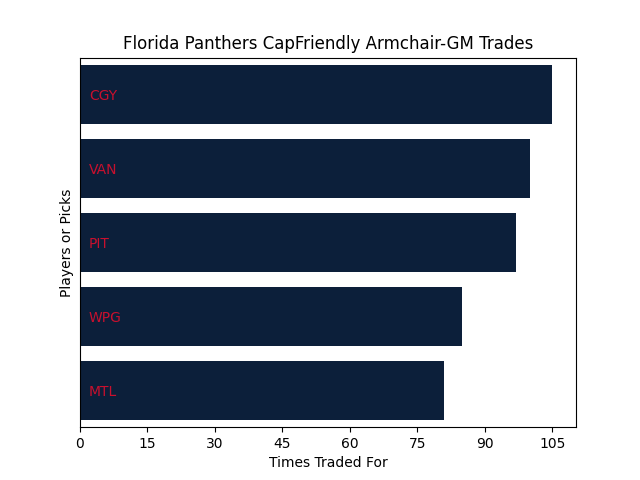 Florida Panthers CapFriendly Armchair-GM Trades
Players or Picks
CGY
VAN
PIT
WPG
MTL
0 15 30 45 60 75 90 105
Times Traded For